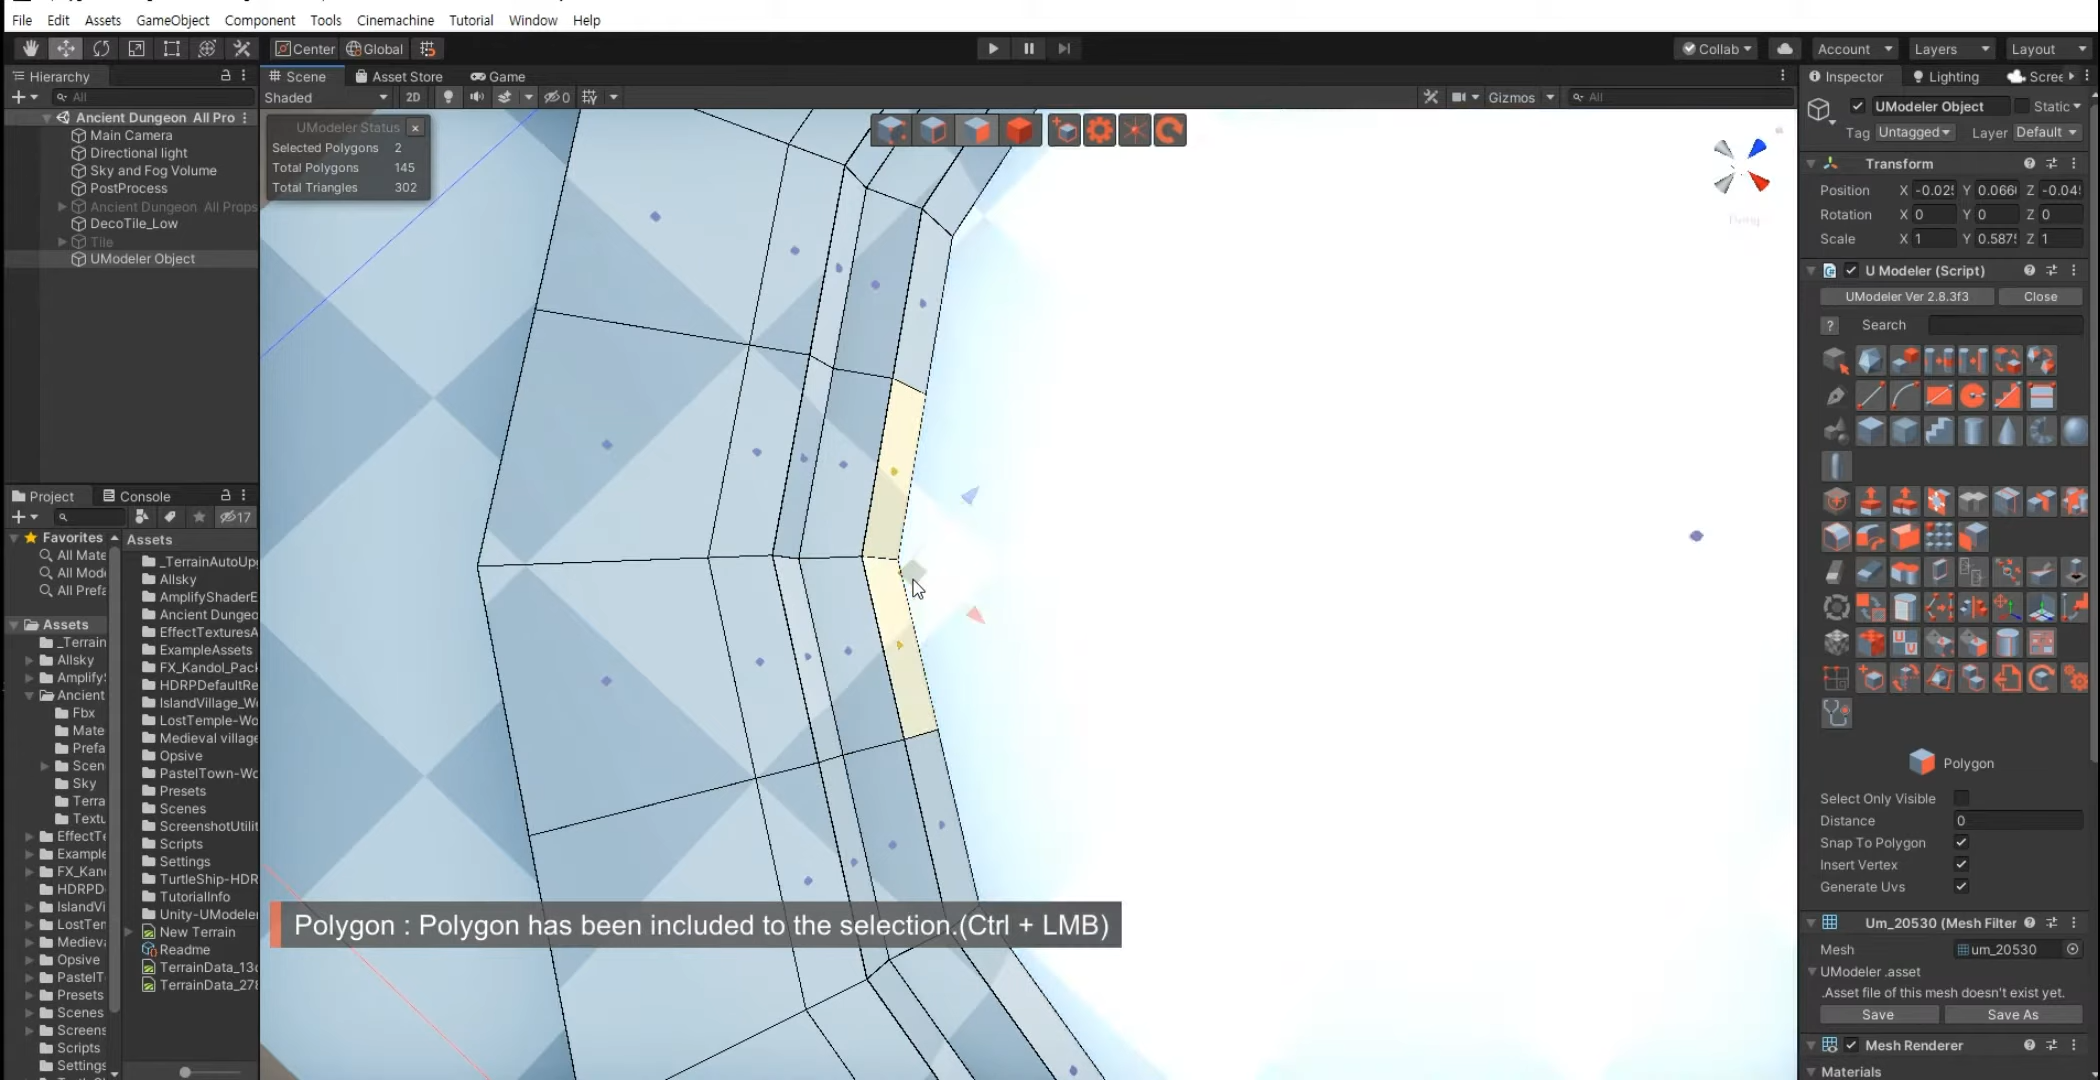 File Edit Assets GameObject Component Tools Cinemachine Tutorial Window Help
Center Global
Collab Account Layers Layout
Hierarchy
All
Ancient Dungeon All Pro
Main Camera
Directional light
Sky and Fog Volume
PostProcess
Ancient Dungeon All Props
DecoTile_Low
Tile
UModeler Object
Scene Asset Store Game
Shaded 2D 0 Gizmos All
UModeler Status x
Selected Polygons 2
Total Polygons 145
Total Triangles 302
Polygon : Polygon has been included to the selection.(Ctrl + LMB)
Project Console
17
Favorites
All Mate
All Mode
All Prefa
Assets
_Terrain
Allsky
AmplifyS
Ancient
Fbx
Mate
Prefa
Scen
Sky
Terra
Textu
EffectTe
Example
FX_Kan
HDRPD
IslandVi
LostTen
Medieva
Opsive
PastelT
Presets
Scenes
Screens
Scripts
Settings
Assets
_TerrainAutoUp
Allsky
AmplifyShaderE
Ancient Dungeo
EffectTexturesA
ExampleAssets
FX_Kandol_Pack
HDRPDefaultRe
IslandVillage_W
LostTemple-Wo
Medieval village
Opsive
PastelTown-Wo
Presets
Scenes
ScreenshotUtilit
Scripts
Settings
TurtleShip-HDR
TutorialInfo
Unity-UModeler
New Terrain
Readme
TerrainData_13
TerrainData_278
Inspector Lighting Scree
UModeler Object Static
Tag Untagged Layer Default
Transform
Position X -0.02 Y 0.066 Z -0.04
Rotation X 0 Y 0 Z 0
Scale X 1 Y 0.587 Z 1
U Modeler (Script)
UModeler Ver 2.8.3f3 Close
? Search
Polygon
Select Only Visible
Distance 0
Snap To Polygon
Insert Vertex
Generate Uvs
Um_20530 (Mesh Filter
Mesh um_20530
UModeler .asset
.Asset file of this mesh doesn't exist yet.
Save Save As
Mesh Renderer
Materials